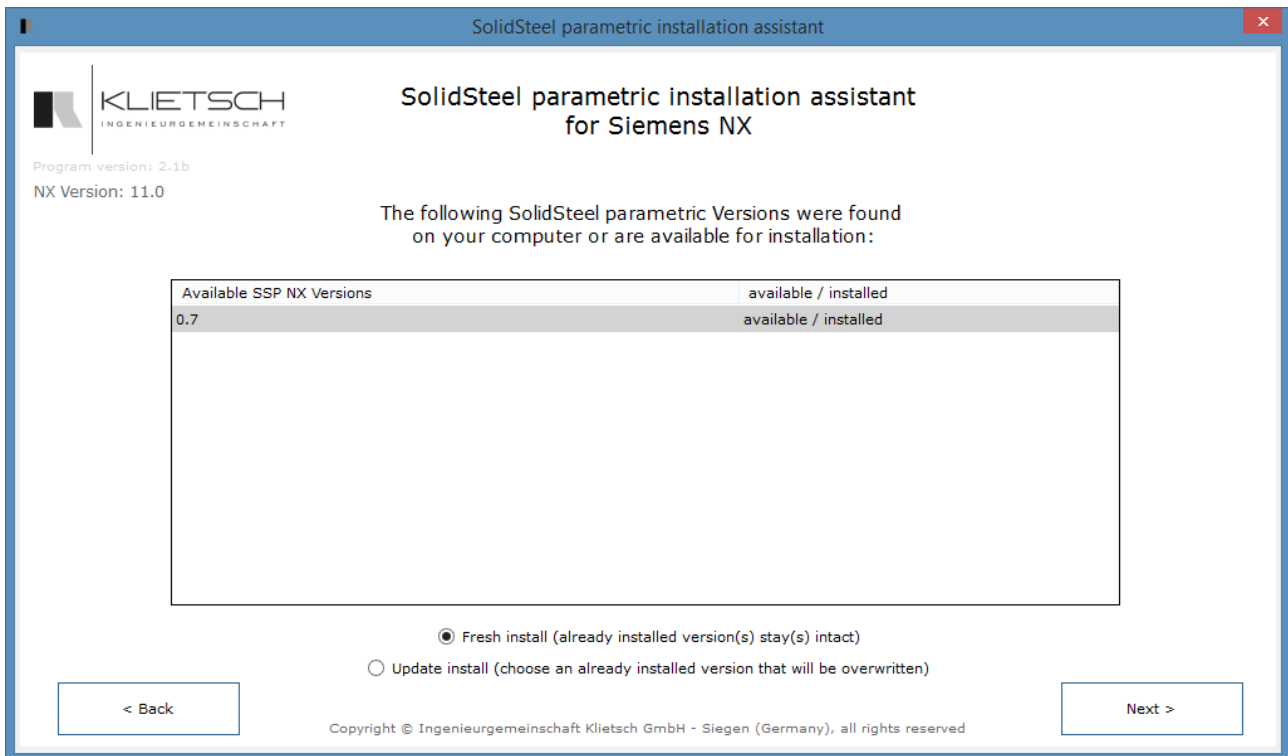 SolidSteel parametric installation assistant
KLIETSCH
INGENIEURGEMEINSCHAFT
SolidSteel parametric installation assistant
for Siemens NX
Program version: 2.1b
NX Version: 11.0
The following SolidSteel parametric Versions were found
on your computer or are available for installation:
Available SSP NX Versions available / installed
0.7 available / installed
Fresh install (already installed version(s) stay(s) intact)
Update install (choose an already installed version that will be overwritten)
< Back
Next >
Copyright © Ingenieurgemeinschaft Klietsch GmbH - Siegen (Germany), all rights reserved